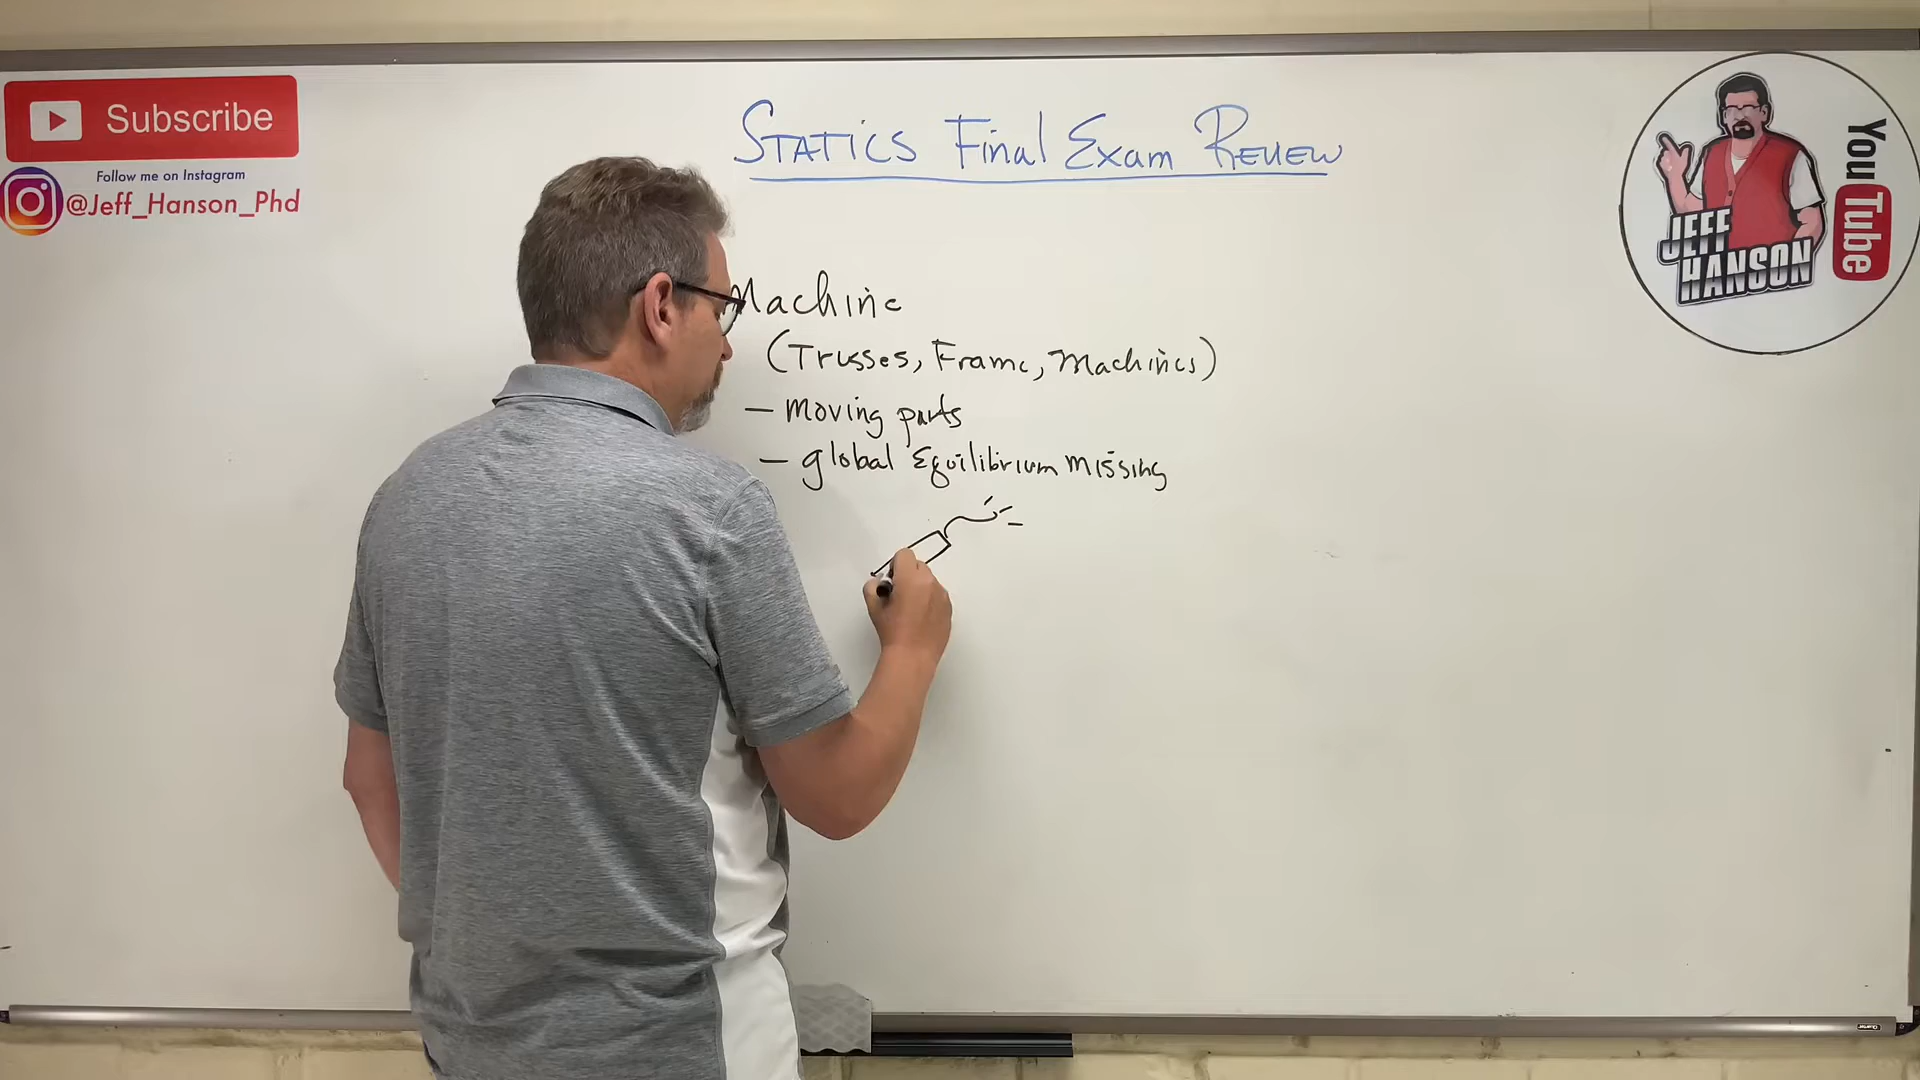 Subscribe
Follow me on Instagram
@Jeff_Hanson_Phd
STATICS Final Exam Review
Machine
(Trusses, Frame, Machines)
— moving parts
— global Equilibrium missing
JEFF
HANSON
YouTube